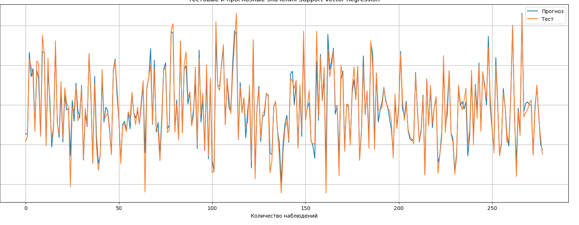 Тестовые и прогнозные значения Support Vector Regression
Прогноз
Тест
0 50 100 150 200 250
Количество наблюдений